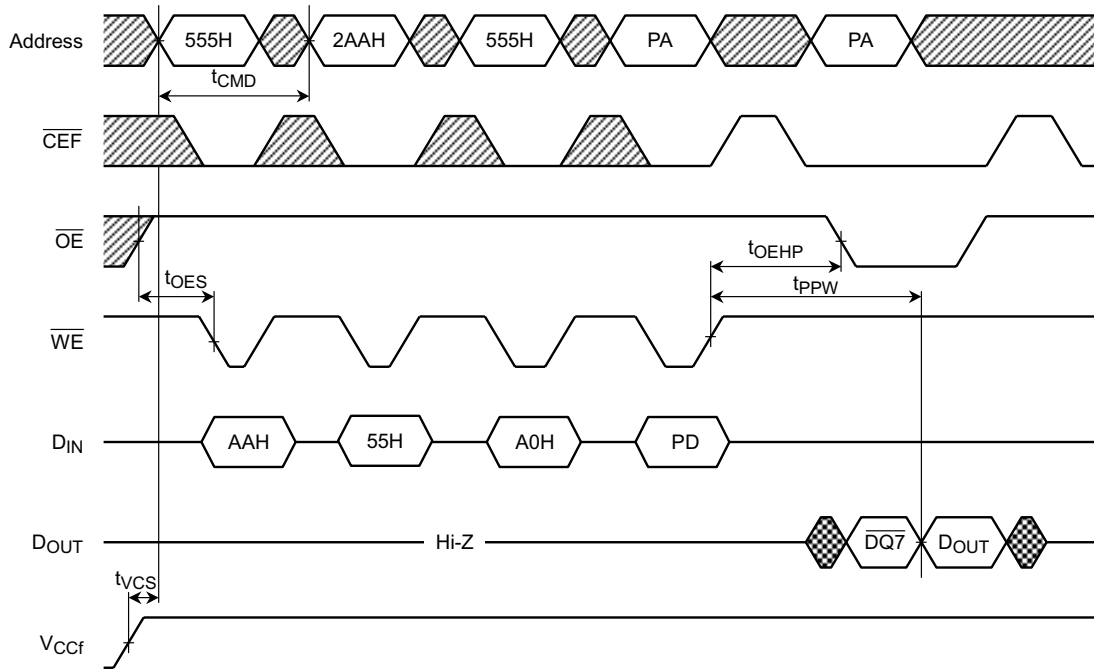 Address 555H 2AAH 555H PA PA
tCMD
CEF
OE
tOEHP
tOES
tPPW
WE
DIN AAH 55H A0H PD
DOUT Hi-Z DQ7 DOUT
tVCS
VCCf